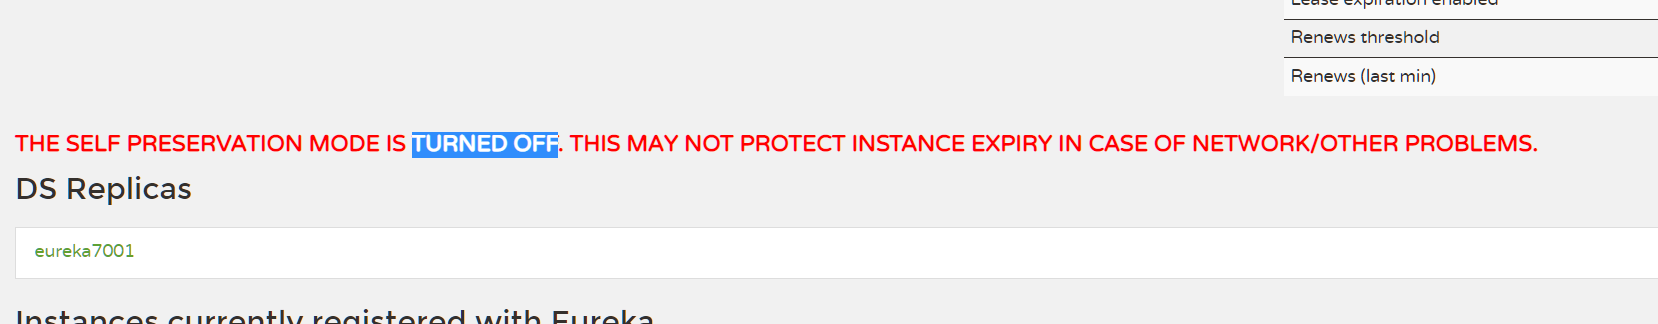 Lease expiration enabled
Renews threshold
Renews (last min)
THE SELF PRESERVATION MODE IS TURNED OFF. THIS MAY NOT PROTECT INSTANCE EXPIRY IN CASE OF NETWORK/OTHER PROBLEMS.
DS Replicas
eureka7001
Instances currently registered with Eureka